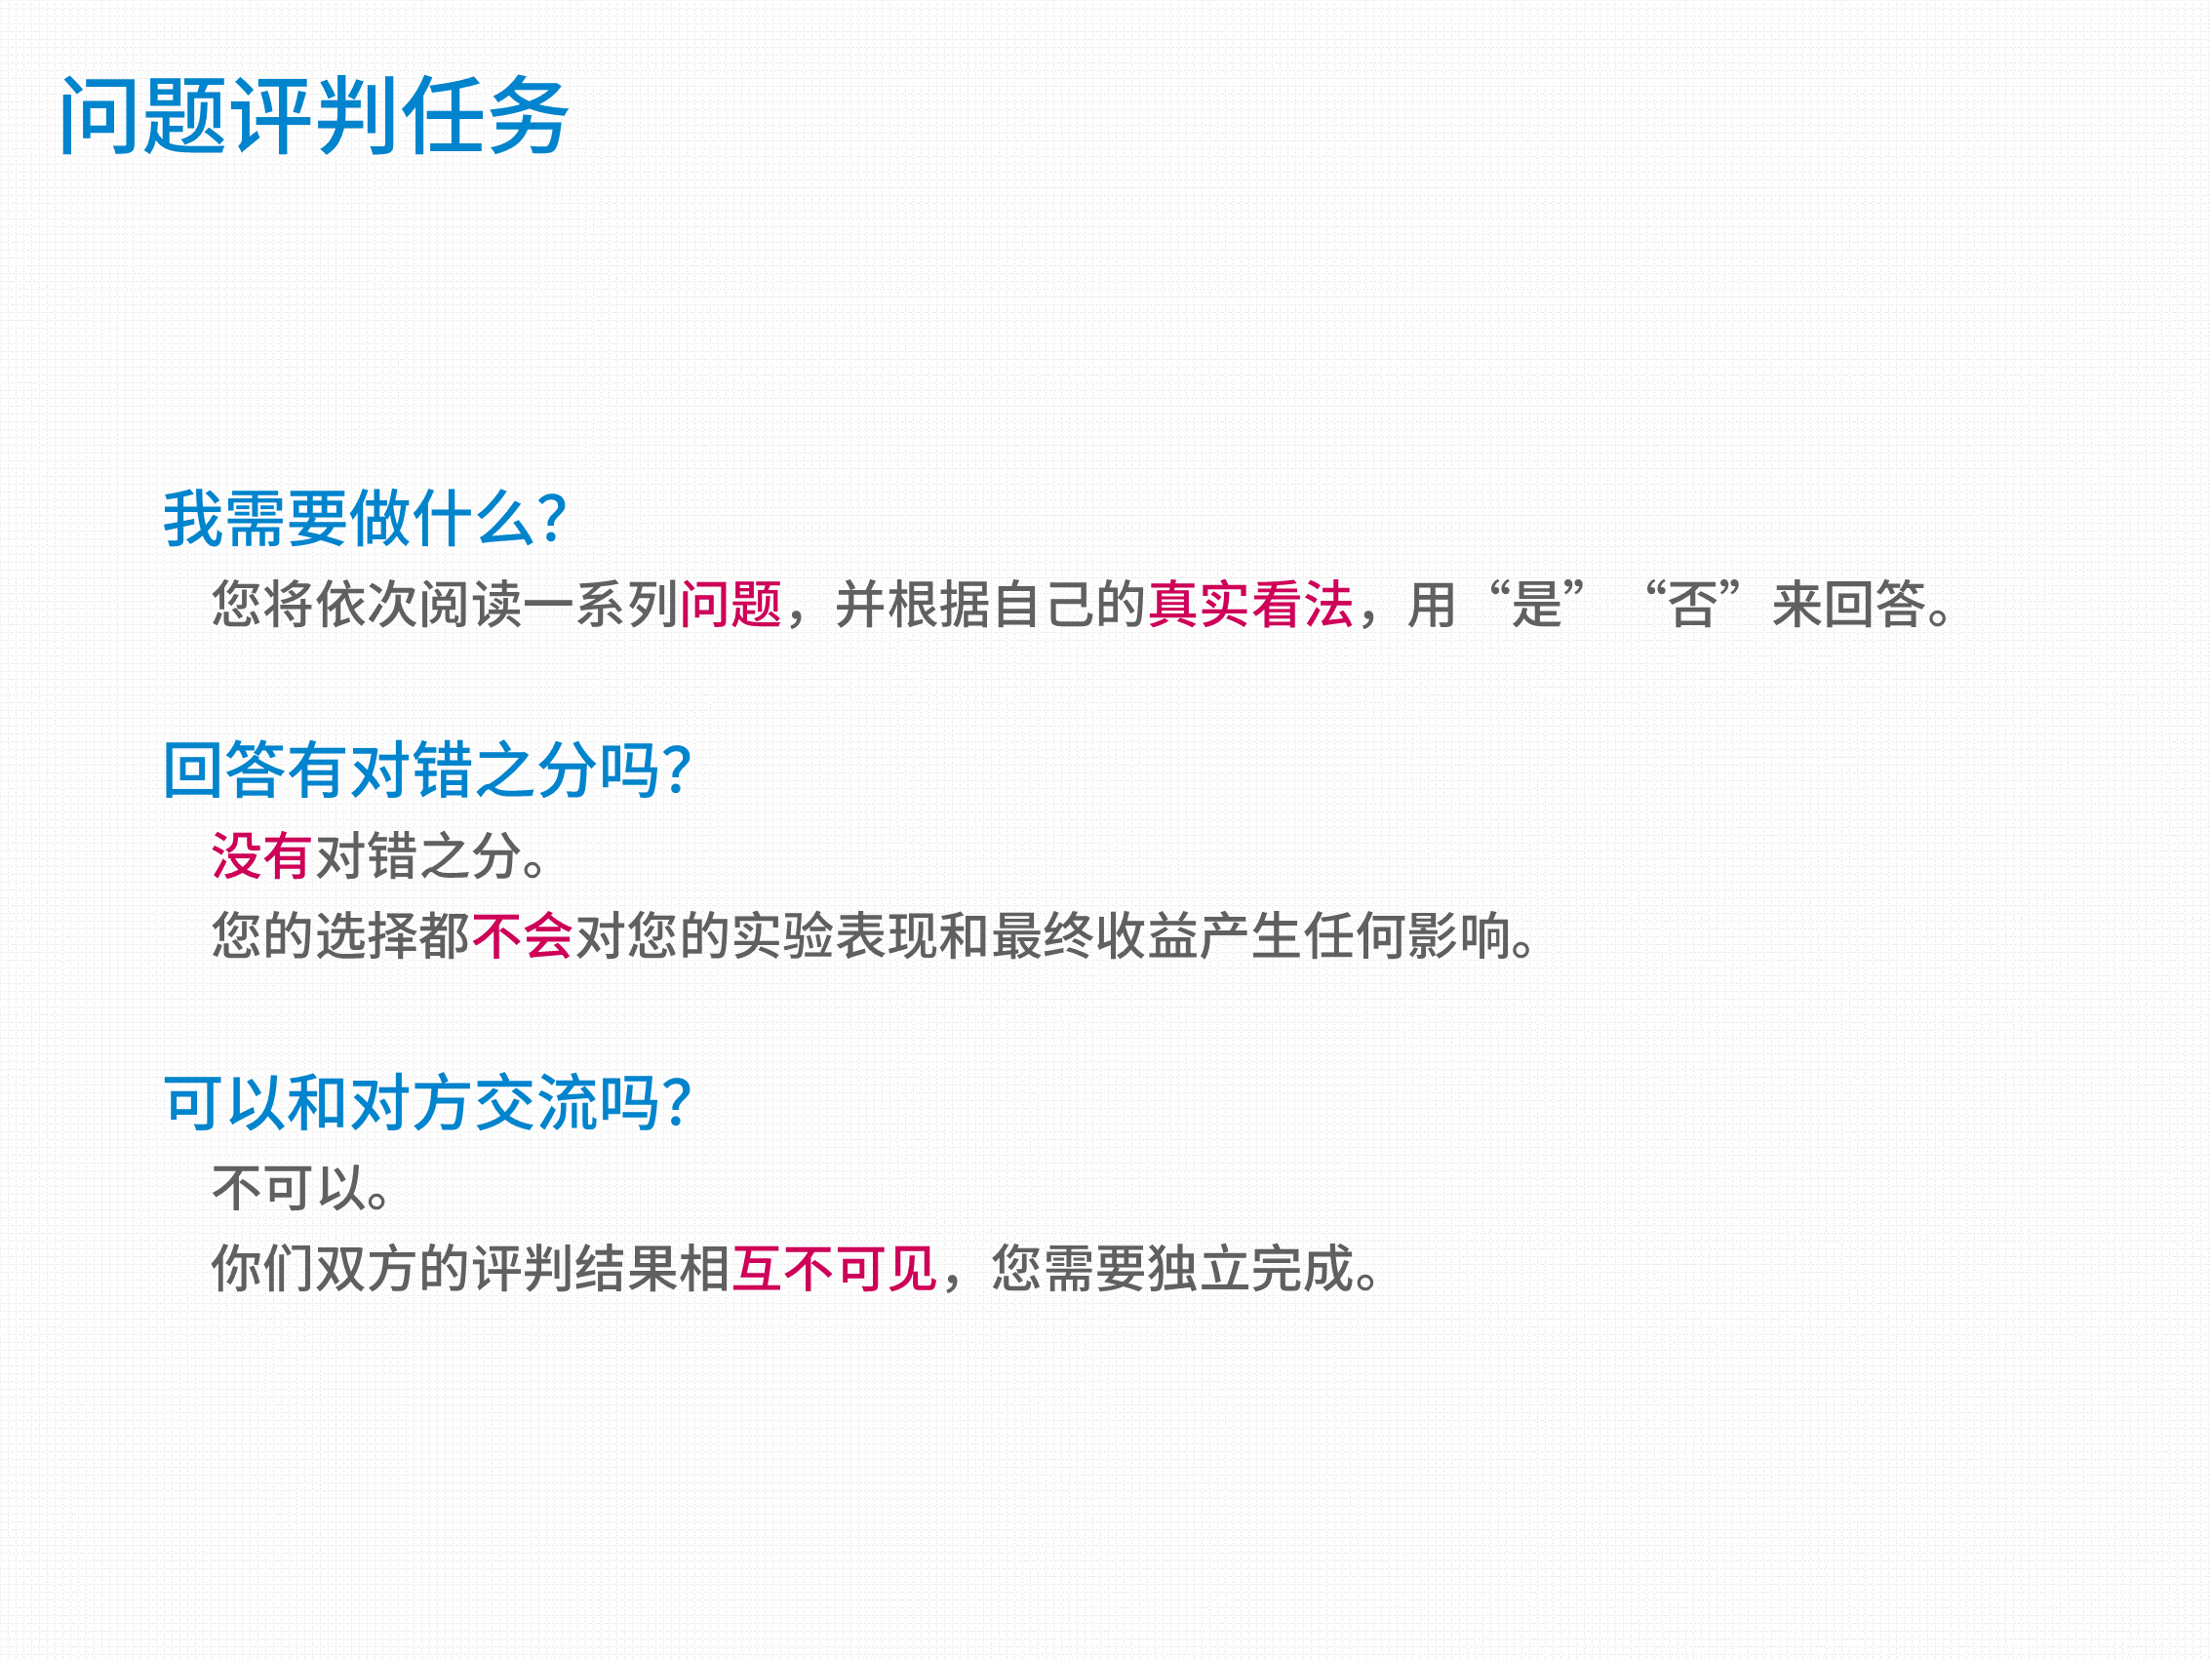 问题评判任务
我需要做什么？
您将依次阅读一系列问题，并根据自己的真实看法，用“是”“否”来回答。
回答有对错之分吗？
没有对错之分。
您的选择都不会对您的实验表现和最终收益产生任何影响。
可以和对方交流吗？
不可以。
你们双方的评判结果相互不可见，您需要独立完成。